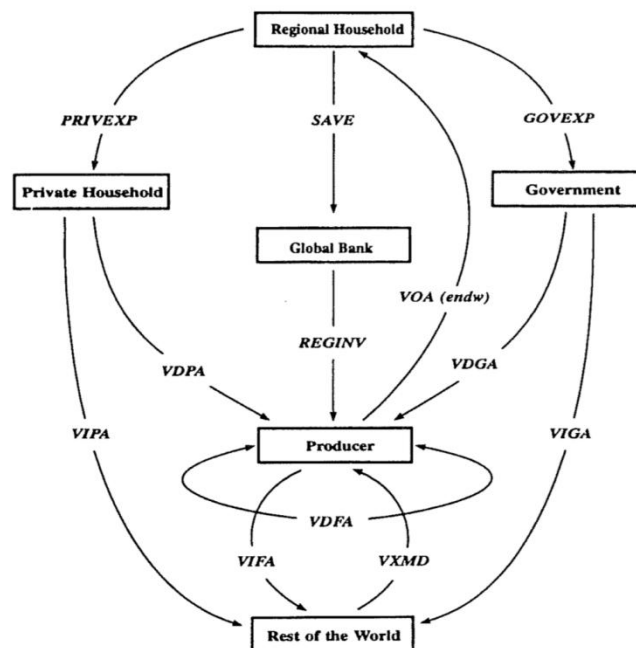 Regional Household
PRIVEXP
SAVE
GOVEXP
Private Household
Government
Global Bank
VOA (endw)
REGINV
VDPA
VDGA
VIPA
Producer
VIGA
VDFA
VIFA
VXMD
Rest of the World